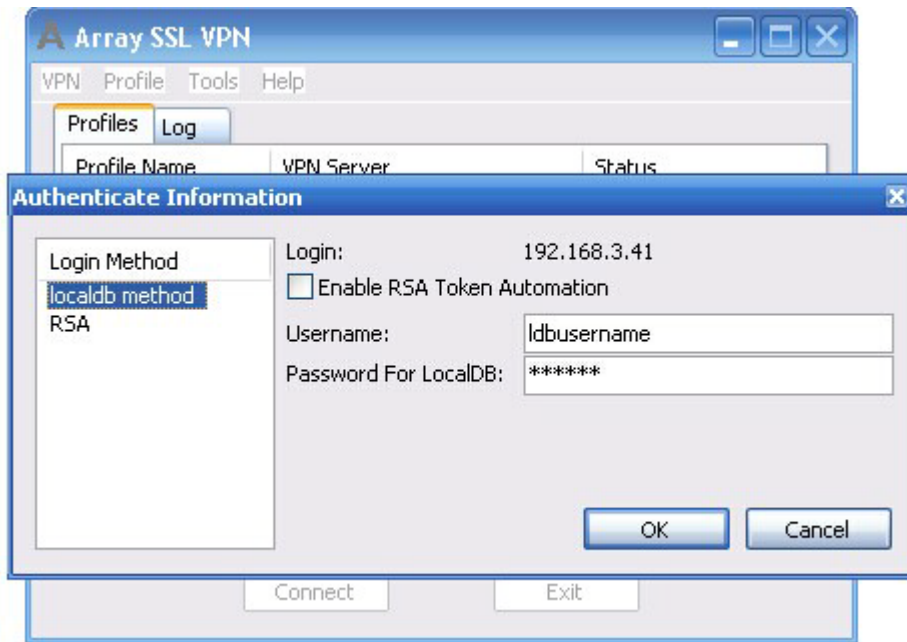 Array SSL VPN
VPN Profile Tools Help
Profiles Log
Profile Name VPN Server Status
Authenticate Information
Login Method
localdb method
RSA
Login: 192.168.3.41
Enable RSA Token Automation
Username: ldbusername
Password For LocalDB: ******
OK Cancel
Connect Exit